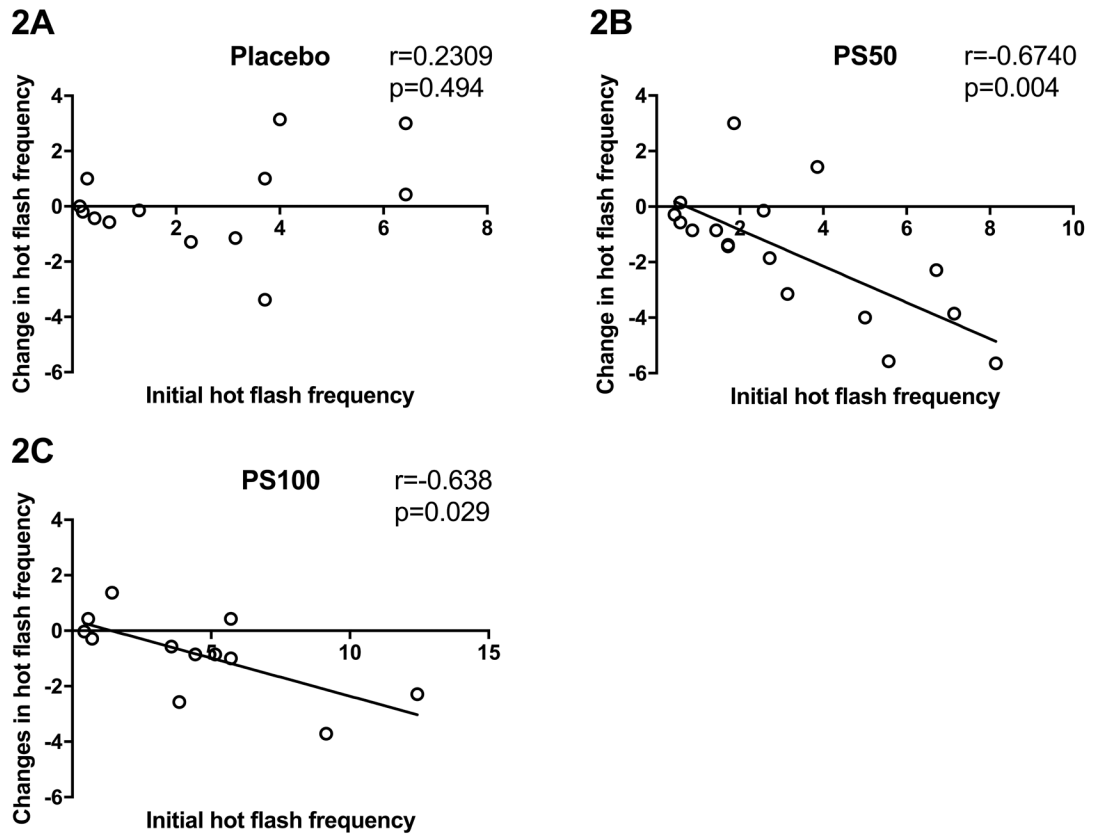 2A
Placebo
r=0.2309
p=0.494
Change in hot flash frequency
4
2
0
-2
-4
-6
2
4
6
8
Initial hot flash frequency
2B
PS50
r=-0.6740
p=0.004
Change in hot flash frequency
4
2
0
-2
-4
-6
2
4
6
8
10
Initial hot flash frequency
2C
PS100
r=-0.638
p=0.029
Changes in hot flash frequency
4
2
0
-2
-4
-6
5
10
15
Initial hot flash frequency